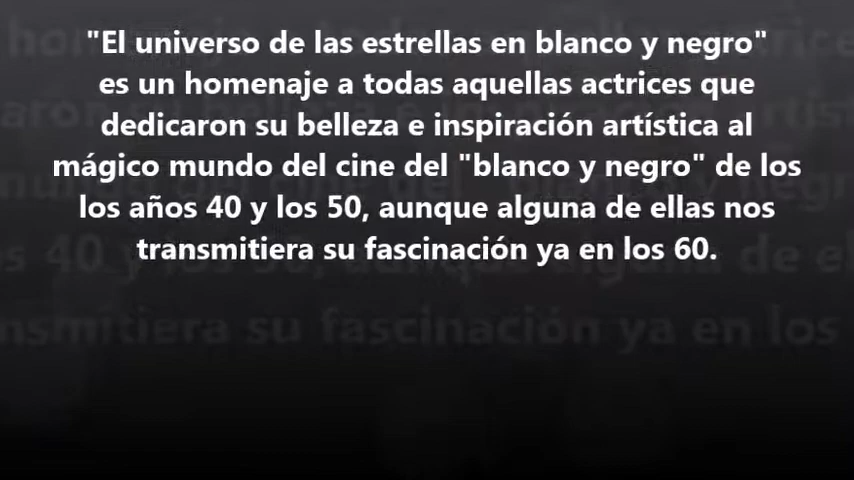 "El universo de las estrellas en blanco y negro"
es un homenaje a todas aquellas actrices que
dedicaron su belleza e inspiración artística al
mágico mundo del cine del "blanco y negro" de los
los años 40 y los 50, aunque alguna de ellas nos
transmitiera su fascinación ya en los 60.